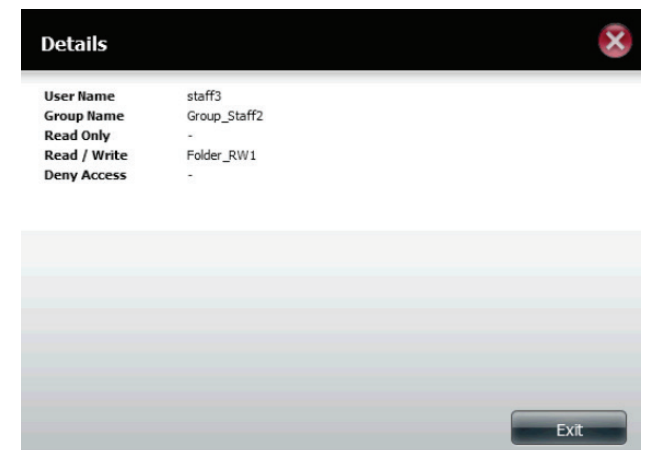 Details
User Name staff3
Group Name Group_Staff2
Read Only -
Read / Write Folder_RW1
Deny Access -
Exit